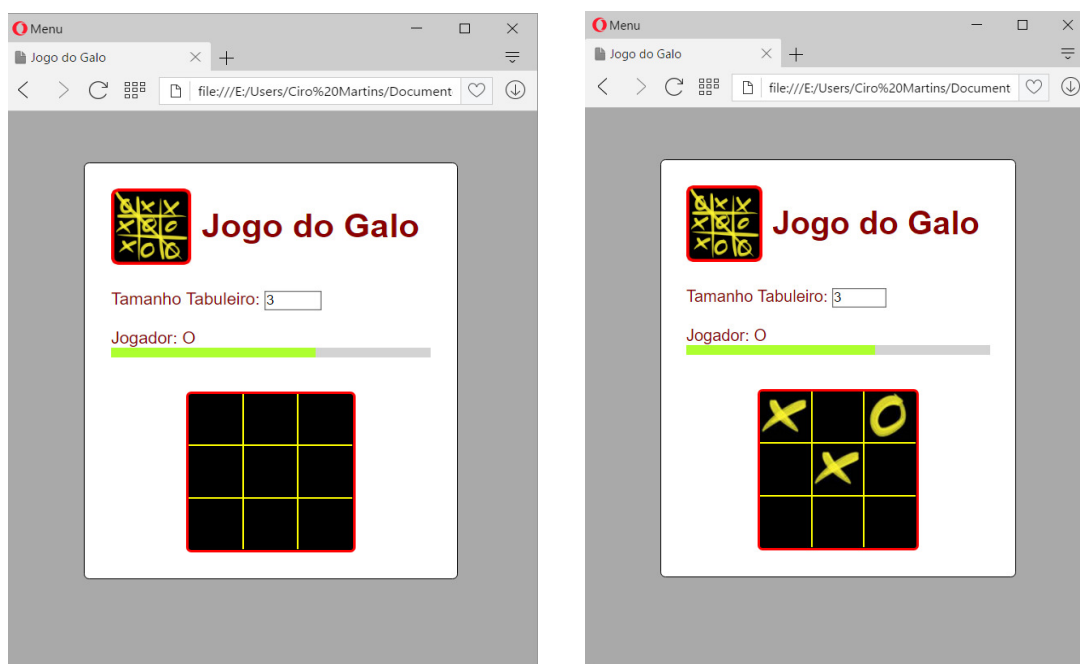 Menu
Jogo do Galo
file:///E:/Users/Ciro%20Martins/Document
Jogo do Galo
Tamanho Tabuleiro: 3
Jogador: O
Menu
Jogo do Galo
file:///E:/Users/Ciro%20Martins/Document
Jogo do Galo
Tamanho Tabuleiro: 3
Jogador: O
X O
X